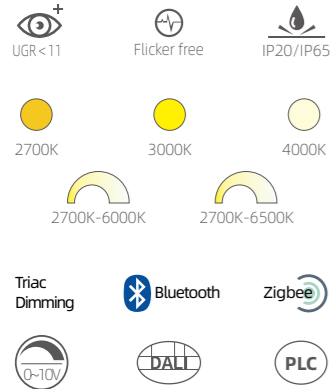 UGR<11
Flicker free
IP20/IP65
2700K
3000K
4000K
2700K-6000K
2700K-6500K
Triac
Dimming
Bluetooth
Zigbee
0~10V
DALI
PLC